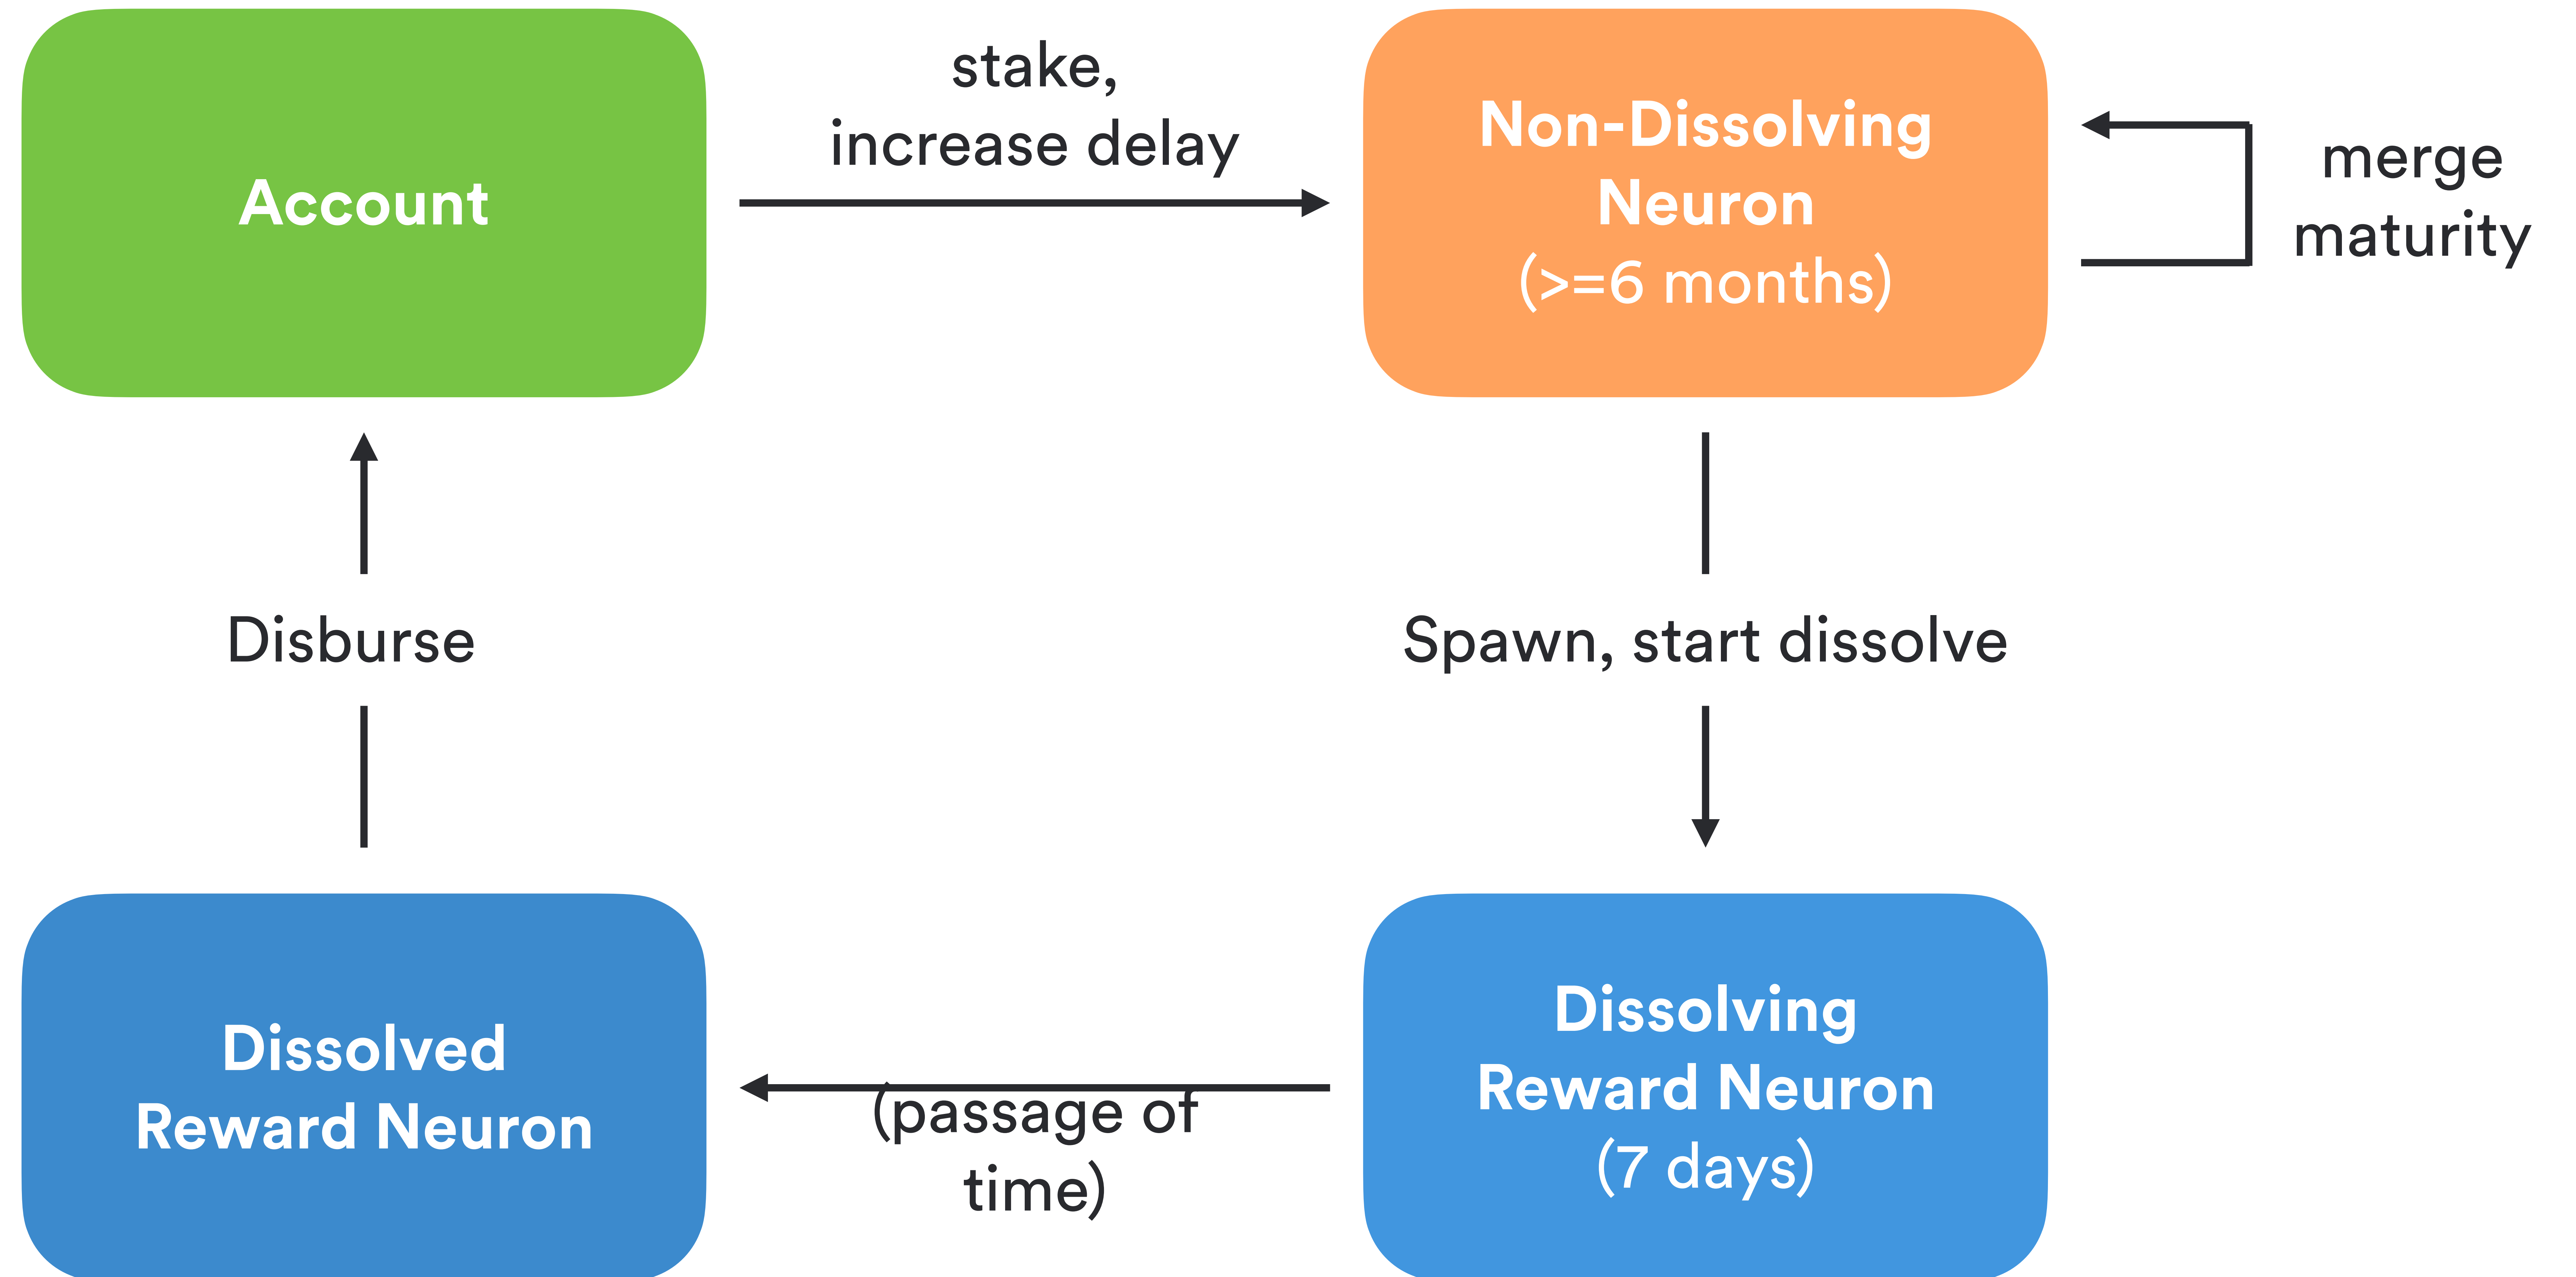 Account
stake,
increase delay
Non-Dissolving
Neuron
(>=6 months)
merge
maturity
Disburse
Spawn, start dissolve
Dissolved
Reward Neuron
(passage of
time)
Dissolving
Reward Neuron
(7 days)